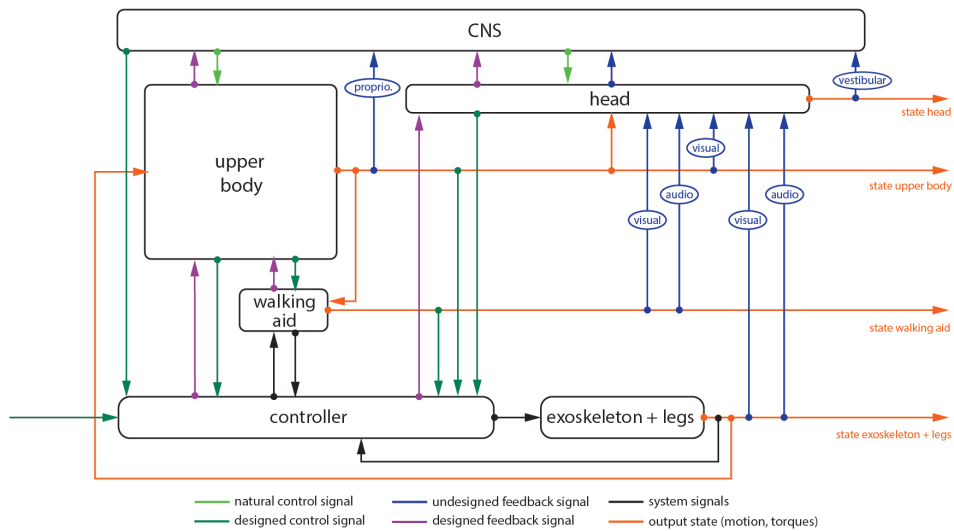 CNS
proprio.
vestibular
head
state head
upper
body
visual
state upper body
audio
audio
visual
visual
walking
aid
state walking aid
controller
exoskeleton + legs
state exoskeleton + legs
natural control signal
undesigned feedback signal
system signals
designed control signal
designed feedback signal
output state (motion, torques)